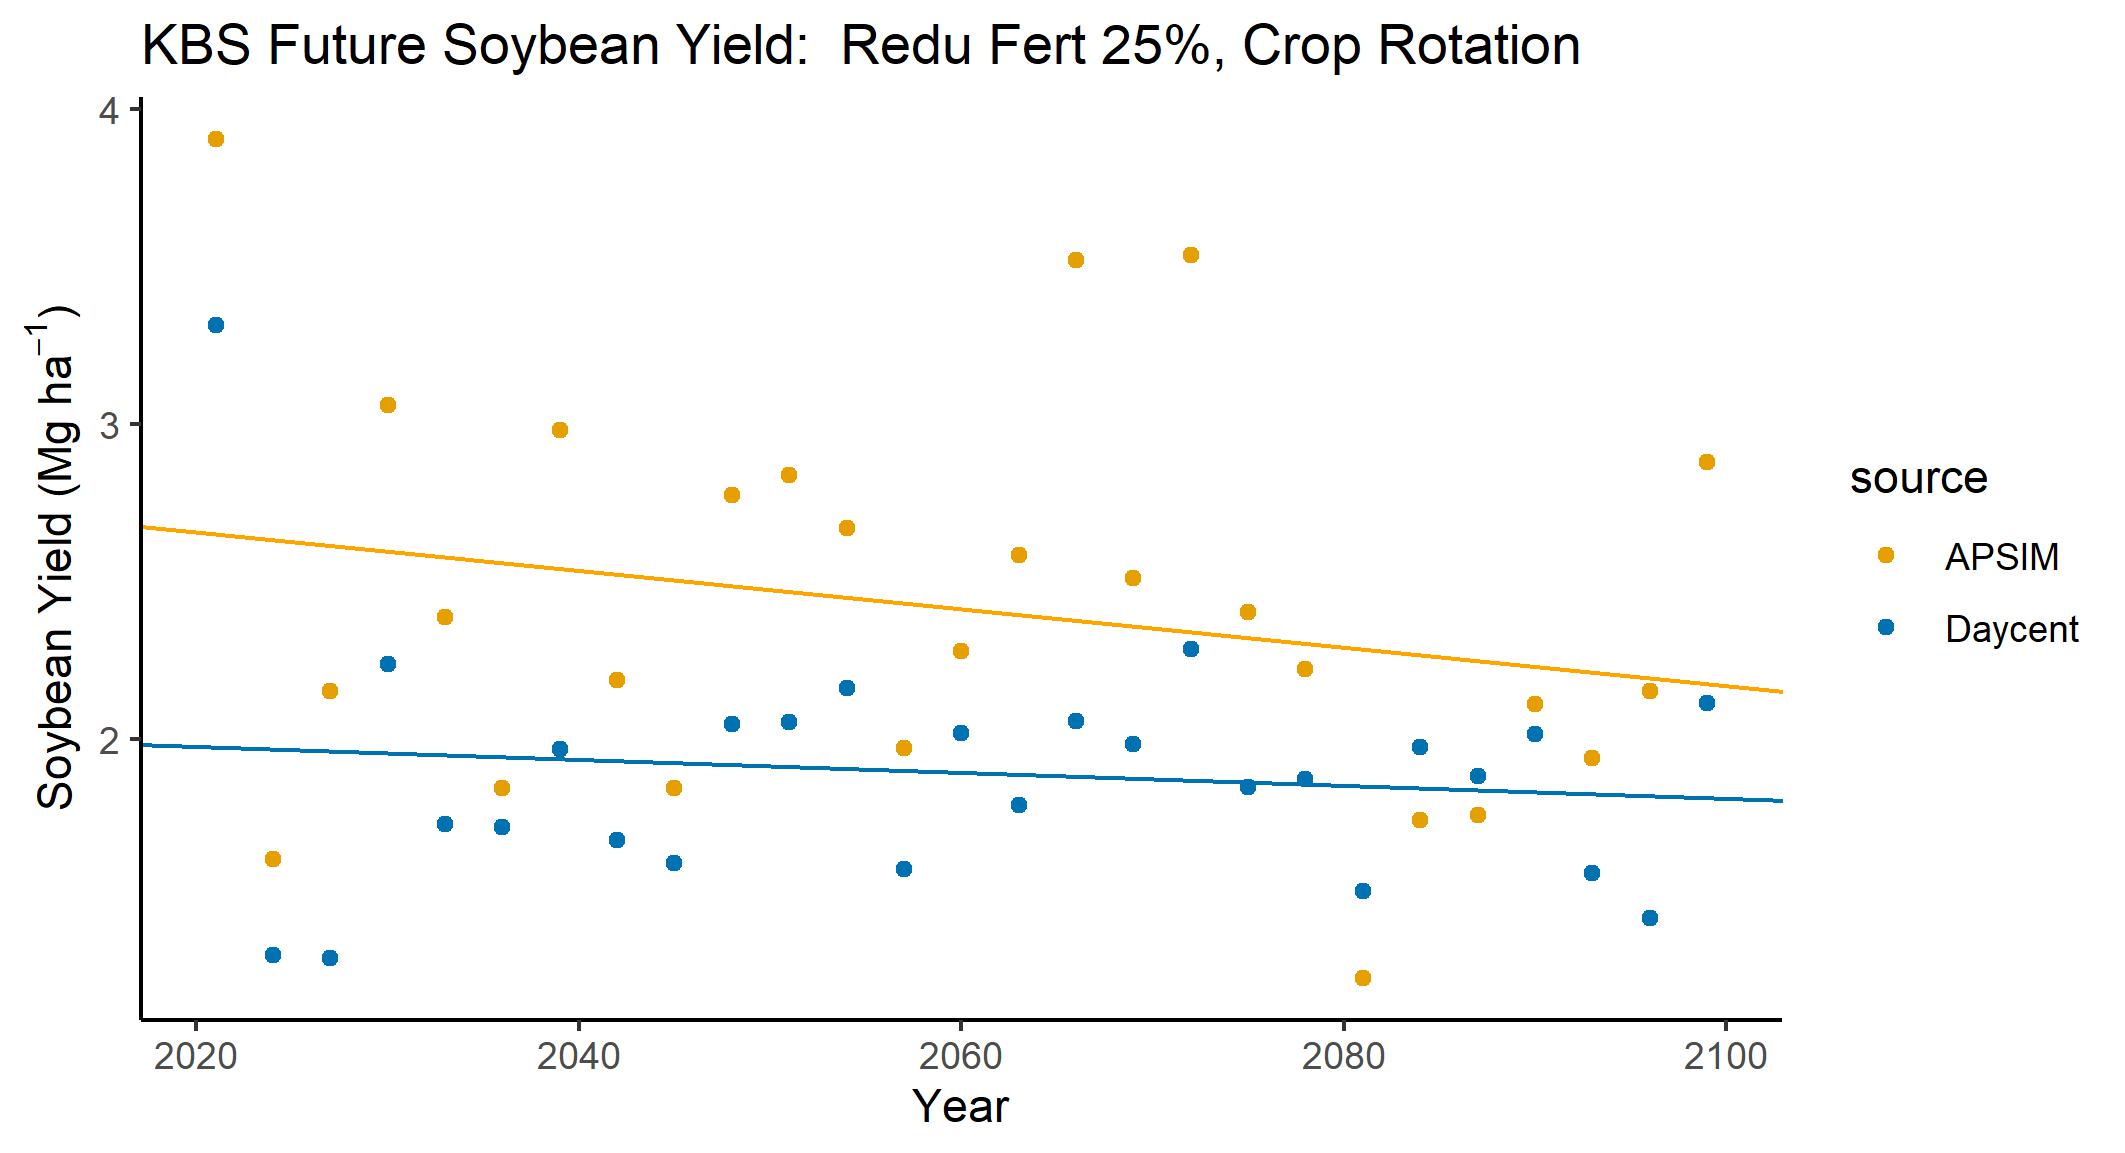 KBS Future Soybean Yield:  Redu Fert 25%, Crop Rotation
4
3
2
Soybean Yield (Mg ha⁻¹)
2020 2040 2060 2080 2100
Year
source
APSIM
Daycent